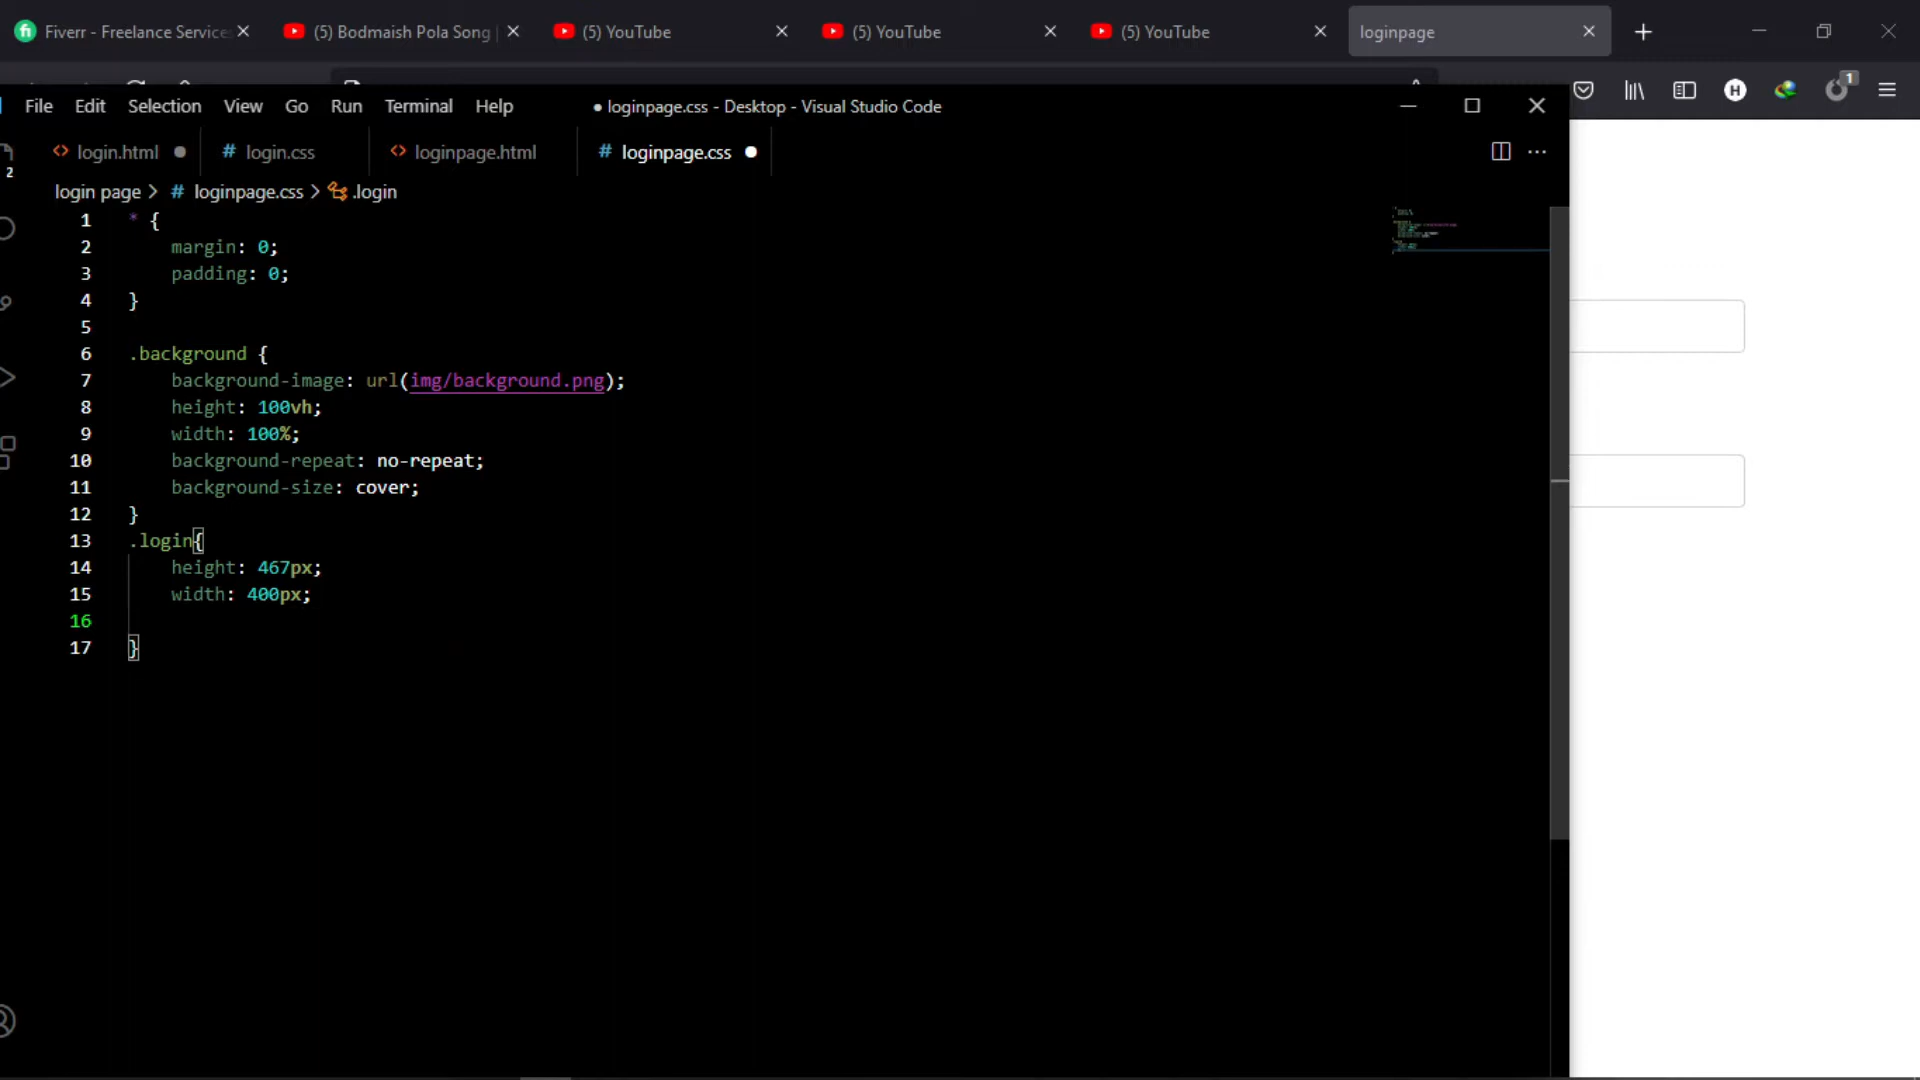 Fiverr - Freelance Service
(5) Bodmaish Pola Song
(5) YouTube
(5) YouTube
(5) YouTube
loginpage
H
1
File Edit Selection View Go Run Terminal Help
● loginpage.css - Desktop - Visual Studio Code
2
<> login.html ●
# login.css
<> loginpage.html
# loginpage.css ●
login page > # loginpage.css > .login
1 * {
2 margin: 0;
3 padding: 0;
4 }
5
6 .background {
7 background-image: url(img/background.png);
8 height: 100vh;
9 width: 100%;
10 background-repeat: no-repeat;
11 background-size: cover;
12 }
13 .login{
14 height: 467px;
15 width: 400px;
16
17 }